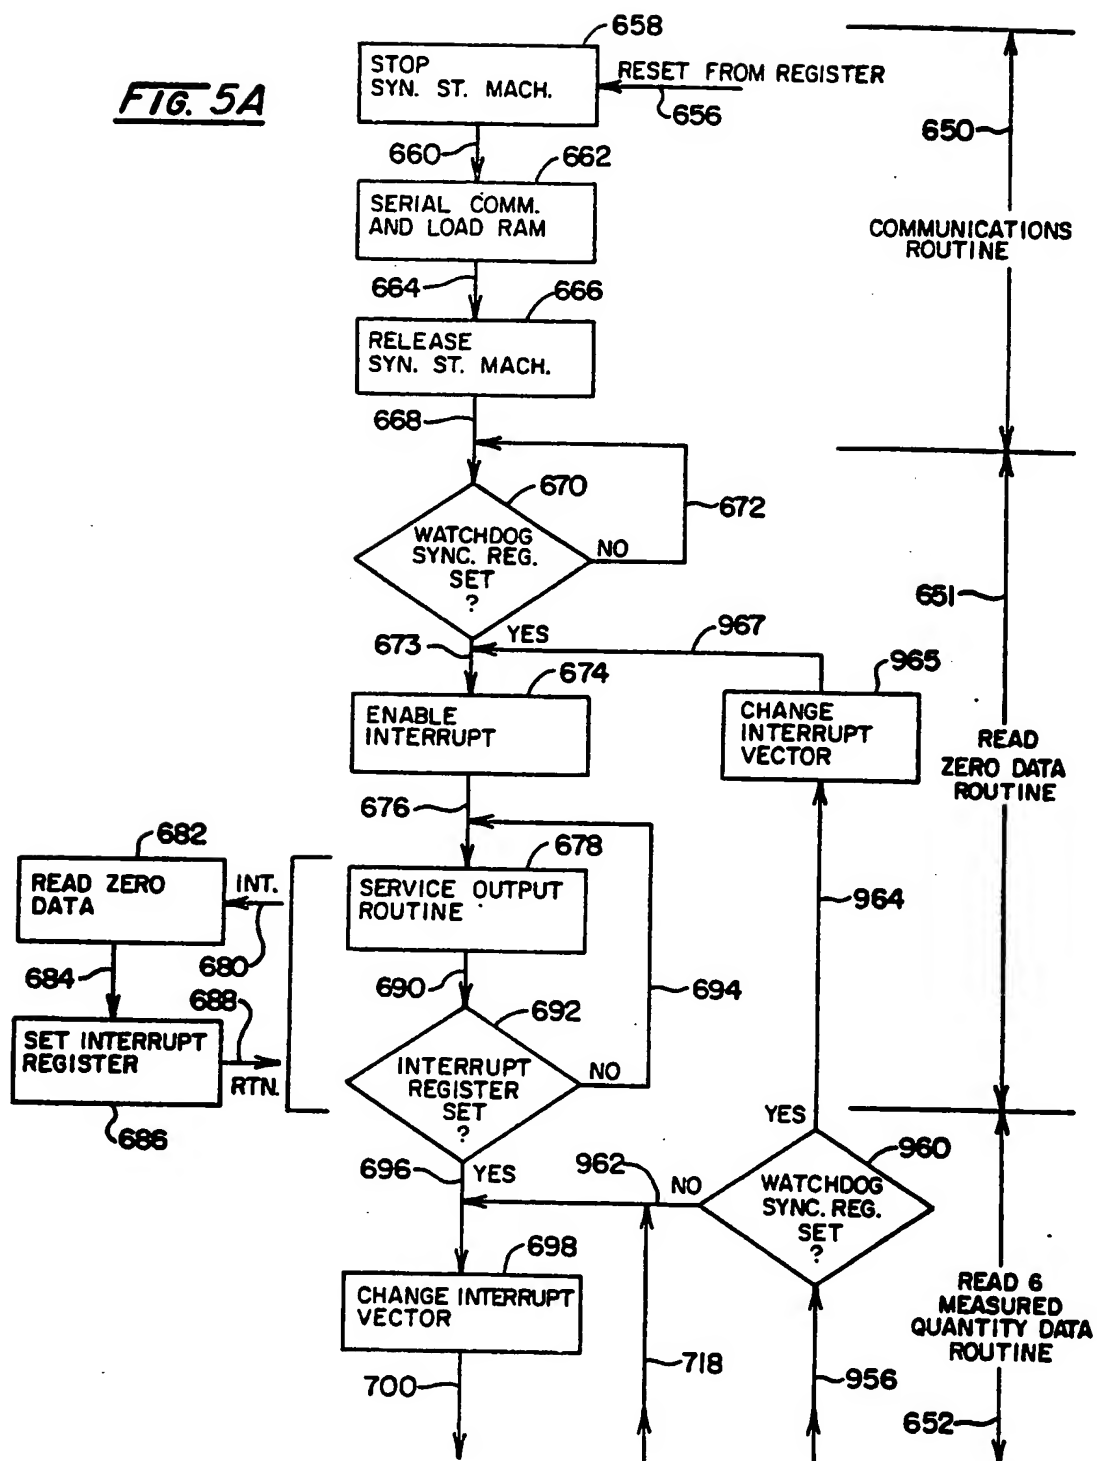 FIG. 5A
658
STOP
SYN. ST. MACH.
RESET FROM REGISTER
656
650
660
662
SERIAL COMM.
AND LOAD RAM
COMMUNICATIONS
ROUTINE
664
666
RELEASE
SYN. ST. MACH.
668
670
672
WATCHDOG
SYNC. REG.
SET
?
NO
651
673
YES
967
965
674
ENABLE
INTERRUPT
CHANGE
INTERRUPT
VECTOR
READ
ZERO DATA
ROUTINE
676
682
678
READ ZERO
DATA
INT.
SERVICE OUTPUT
ROUTINE
964
684
680
690
694
688
692
SET INTERRUPT
REGISTER
RTN.
INTERRUPT
REGISTER
SET
?
NO
686
YES
960
696
YES
962
NO
WATCHDOG
SYNC. REG.
SET
?
698
CHANGE INTERRUPT
VECTOR
READ 6
MEASURED
QUANTITY DATA
ROUTINE
700
718
956
652